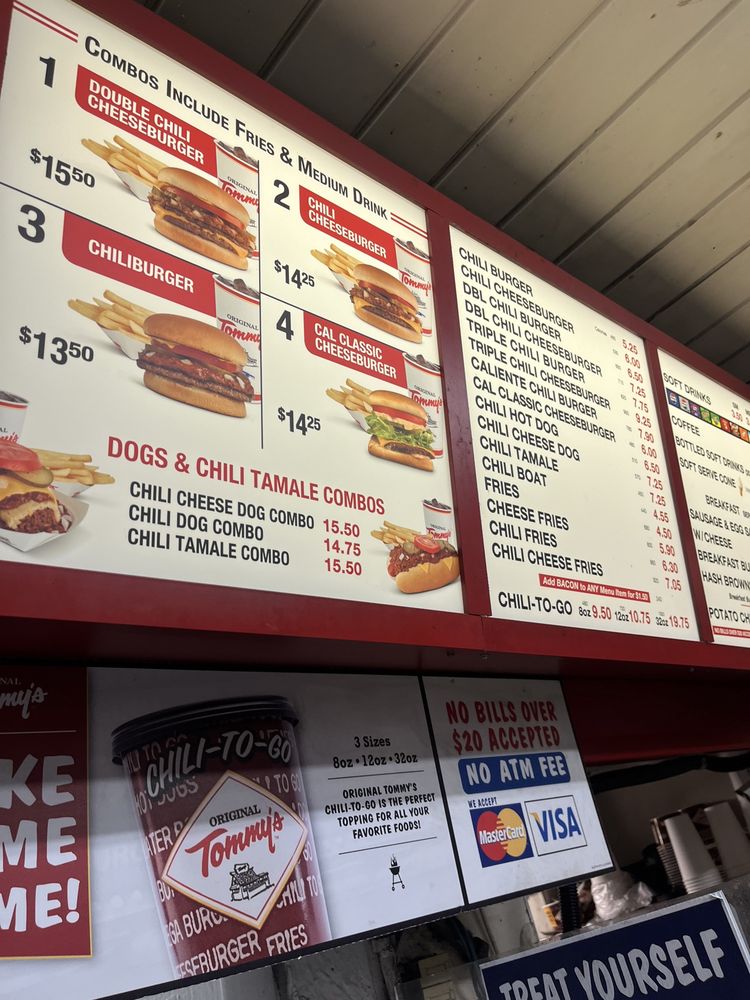 COMBOS INCLUDE FRIES & MEDIUM DRINK
1
DOUBLE CHILI
CHEESEBURGER
$15.50
2
CHILI
CHEESEBURGER
$14.25
3
CHILIBURGER
$13.50
4
CAL CLASSIC
CHEESEBURGER
$14.25
DOGS & CHILI TAMALE COMBOS
CHILI CHEESE DOG COMBO 15.50
CHILI DOG COMBO 14.75
CHILI TAMALE COMBO 15.50
CHILI BURGER 5.25
CHILI CHEESEBURGER 6.00
DBL CHILI BURGER 6.50
DBL CHILI CHEESEBURGER 7.25
TRIPLE CHILI BURGER 7.75
TRIPLE CHILI CHEESEBURGER 9.25
CALIENTE CHILI BURGER 7.90
CAL CLASSIC CHEESEBURGER 6.00
CHILI HOT DOG 6.50
CHILI CHEESE DOG 7.25
CHILI TAMALE 7.25
CHILI BOAT 4.55
FRIES 4.50
CHEESE FRIES 5.90
CHILI FRIES 6.30
CHILI CHEESE FRIES 7.05
Add BACON to ANY Menu Item for $1.50
CHILI-TO-GO 8oz 9.50 12oz 10.75 32oz 19.75
SOFT DRINKS
COFFEE
BOTTLED SOFT DRINKS
SOFT SERVE CONE
BREAKFAST
SAUSAGE & EGG
W/CHEESE
BREAKFAST
HASH BROWN
POTATO
KE
ME
ME!
CHILI-TO-GO
ORIGINAL
Tommy's
CHEESEBURGER FRIES
3 Sizes
8oz • 12oz • 32oz
ORIGINAL TOMMY'S
CHILI-TO-GO IS THE PERFECT
TOPPING FOR ALL YOUR
FAVORITE FOODS!
NO BILLS OVER
$20 ACCEPTED
NO ATM FEE
WE ACCEPT
MasterCard
VISA
TREAT YOURSELF